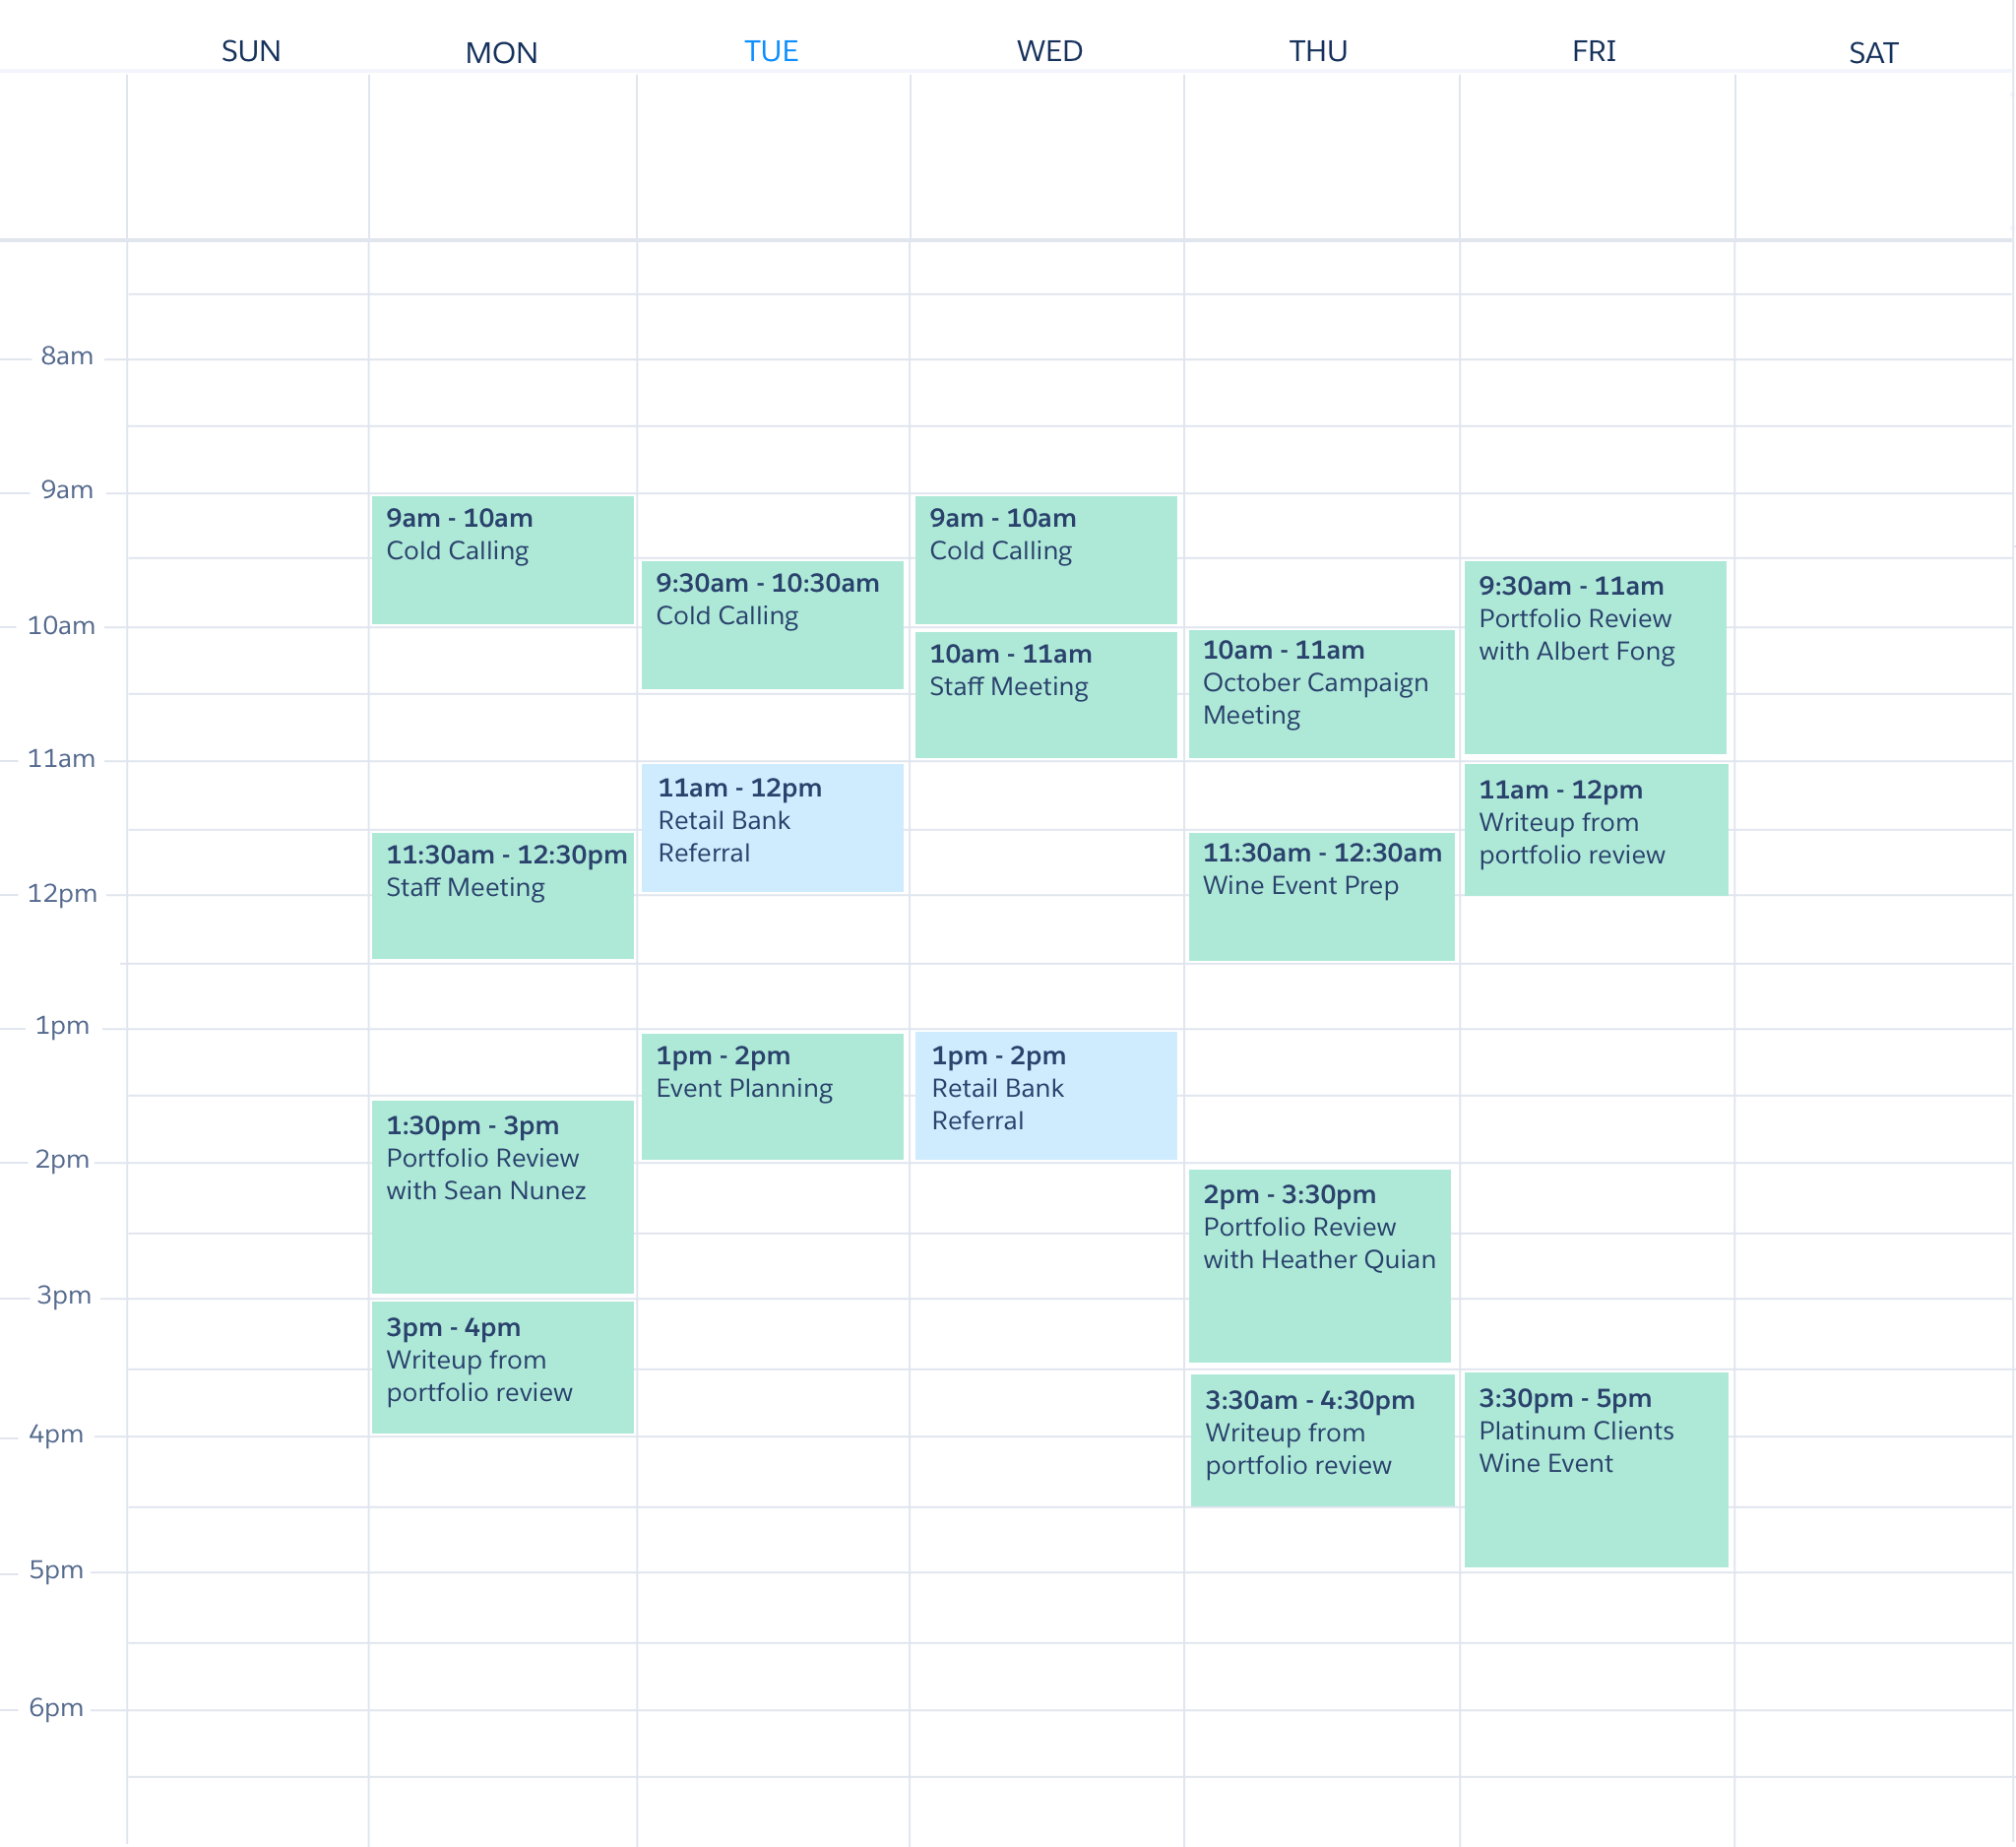 SUN
MON
TUE
WED
THU
FRI
SAT
8am
9am
10am
11am
12pm
1pm
2pm
3pm
4pm
5pm
6pm
9am - 10am
Cold Calling
11:30am - 12:30pm
Staff Meeting
1:30pm - 3pm
Portfolio Review
with Sean Nunez
3pm - 4pm
Writeup from
portfolio review
9:30am - 10:30am
Cold Calling
11am - 12pm
Retail Bank
Referral
1pm - 2pm
Event Planning
9am - 10am
Cold Calling
10am - 11am
Staff Meeting
1pm - 2pm
Retail Bank
Referral
10am - 11am
October Campaign
Meeting
11:30am - 12:30am
Wine Event Prep
2pm - 3:30pm
Portfolio Review
with Heather Quian
3:30am - 4:30pm
Writeup from
portfolio review
9:30am - 11am
Portfolio Review
with Albert Fong
11am - 12pm
Writeup from
portfolio review
3:30pm - 5pm
Platinum Clients
Wine Event